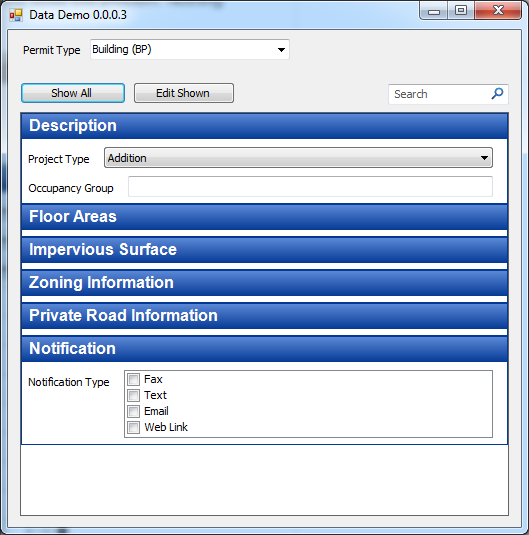 Data Demo 0.0.0.3
Permit Type Building (BP)
Show All Edit Shown Search
Description
Project Type Addition
Occupancy Group
Floor Areas
Impervious Surface
Zoning Information
Private Road Information
Notification
Notification Type Fax
Text
Email
Web Link